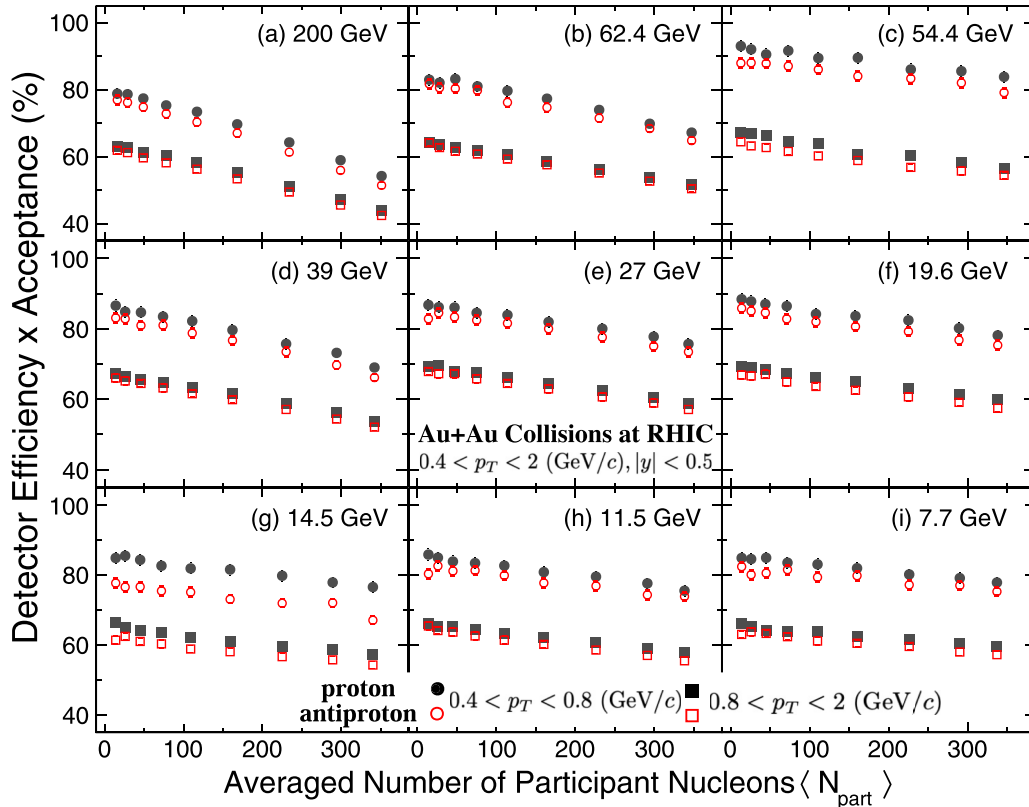 Detector Efficiency x Acceptance (%)
(a) 200 GeV
(b) 62.4 GeV
(c) 54.4 GeV
100
80
60
40
(d) 39 GeV
(e) 27 GeV
(f) 19.6 GeV
100
80
60
40
Au+Au Collisions at RHIC
0.4 < p_T < 2 (GeV/c), |y| < 0.5
(g) 14.5 GeV
(h) 11.5 GeV
(i) 7.7 GeV
100
80
60
40
proton
antiproton
0.4 < p_T < 0.8 (GeV/c)
0.8 < p_T < 2 (GeV/c)
0 100 200 300 0 100 200 300 0 100 200 300
Averaged Number of Participant Nucleons ⟨ N_part ⟩